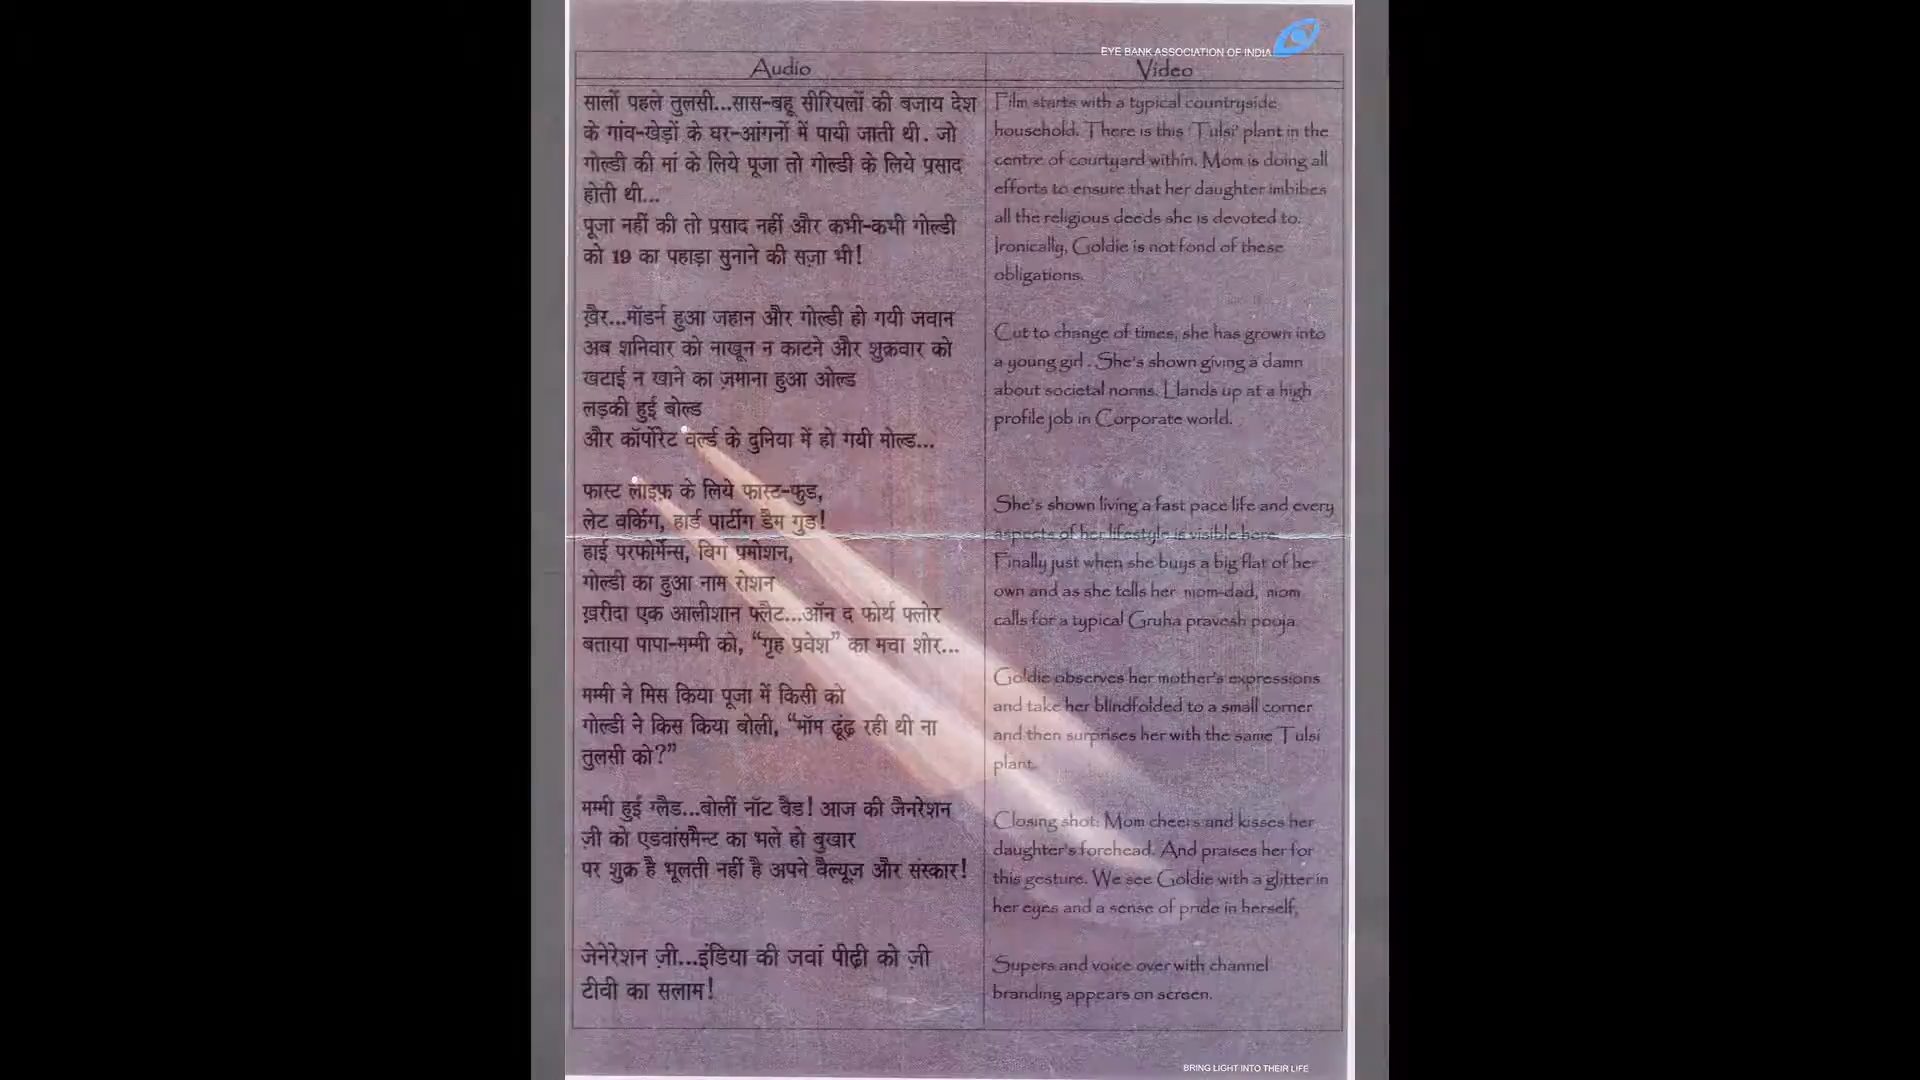 EYE BANK ASSOCIATION OF INDIA
Audio
सालों पहले तुलसी...सास-बहू सीरियलों की बजाय देश
के गांव-खेड़ों के घर-आंगनों में पायी जाती थी. जो
गोल्डी की मां के लिये पूजा तो गोल्डी के लिये प्रसाद
होती थी...
पूजा नहीं की तो प्रसाद नहीं और कभी-कभी गोल्डी
को 19 का पहाड़ा सुनाने की सज़ा भी!
ख़ैर...मॉडर्न हुआ जहान और गोल्डी हो गयी जवान
अब शनिवार को नाखून न काटने और शुक्रवार को
खटाई न खाने का ज़माना हुआ ओल्ड
लड़की हुई बोल्ड
और कॉर्पोरेट वर्ल्ड के दुनिया में हो गयी मोल्ड...
फास्ट लाइफ़ के लिये फास्ट-फुड,
लेट वर्किंग, हार्ड पार्टीग डैम गुड!
हाई परफोर्मेन्स, बिग प्रमोशन,
गोल्डी का हुआ नाम रोशन
ख़रीदा एक आलीशान फ्लैट...ऑन द फोर्थ फ्लोर
बताया पापा-मम्मी को, “गृह प्रवेश” का मचा शोर...
मम्मी ने मिस किया पूजा में किसी को
गोल्डी ने किस किया बोली, “मॉम ढूंढ़ रही थी ना
तुलसी को?”
मम्मी हुई ग्लैड...बोलीं नॉट बैड! आज की जैनरेशन
ज़ी को एडवांसमैन्ट का भले हो बुखार
पर शुक्र है भूलती नहीं है अपने वैल्यूज़ और संस्कार!
जेनेरेशन ज़ी...इंडिया की जवां पीढ़ी को ज़ी
टीवी का सलाम!
Video
Film starts with a typical countryside
household. There is this ‘Tulsi’ plant in the
centre of courtyard within. Mom is doing all
efforts to ensure that her daughter imbibes
all the religious deeds she is devoted to.
Ironically, Goldie is not fond of these
obligations.
Cut to change of times, she has grown into
a young girl . She's shown giving a damn
about societal norms. Llands up at a high
profile job in Corporate world.
She's shown living a fast pace life and every
aspects of her lifestyle is visible here
Finally just when she buys a big flat of her
own and as she tells her mom-dad, mom
calls for a typical Gruha pravesh pooja.
Goldie observes her mother's expressions
and take her blindfolded to a small corner
and then surprises her with the same Tulsi
plant.
Closing shot: Mom cheers and kisses her
daughter's forehead. And praises her for
this gesture. We see Goldie with a glitter in
her eyes and a sense of pride in herself,
Supers and voice over with channel
branding appears on screen.
BRING LIGHT INTO THEIR LIFE